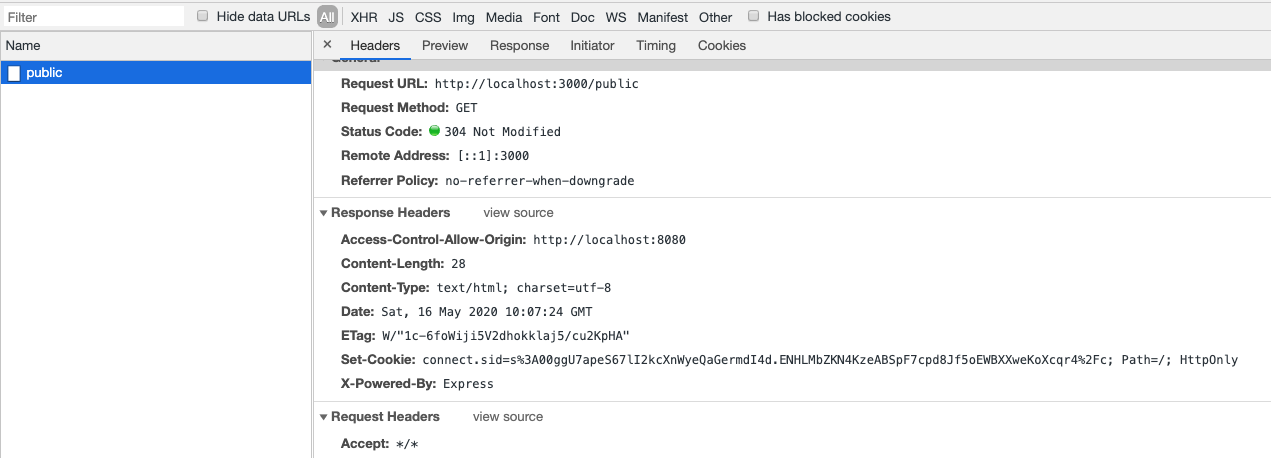 Filter Hide data URLs All XHR JS CSS Img Media Font Doc WS Manifest Other Has blocked cookies
Name × Headers Preview Response Initiator Timing Cookies
General
public
Request URL: http://localhost:3000/public
Request Method: GET
Status Code: 304 Not Modified
Remote Address: [::1]:3000
Referrer Policy: no-referrer-when-downgrade
▼ Response Headers view source
Access-Control-Allow-Origin: http://localhost:8080
Content-Length: 28
Content-Type: text/html; charset=utf-8
Date: Sat, 16 May 2020 10:07:24 GMT
ETag: W/"1c-6foWiji5V2dhokklaj5/cu2KpHA"
Set-Cookie: connect.sid=s%3A00ggU7apeS67lI2kcXnWyeQaGermdI4d.ENHLMbZKN4KzeABSpF7cpd8Jf5oEWBXXweKoXcqr4%2Fc; Path=/; HttpOnly
X-Powered-By: Express
▼ Request Headers view source
Accept: */*